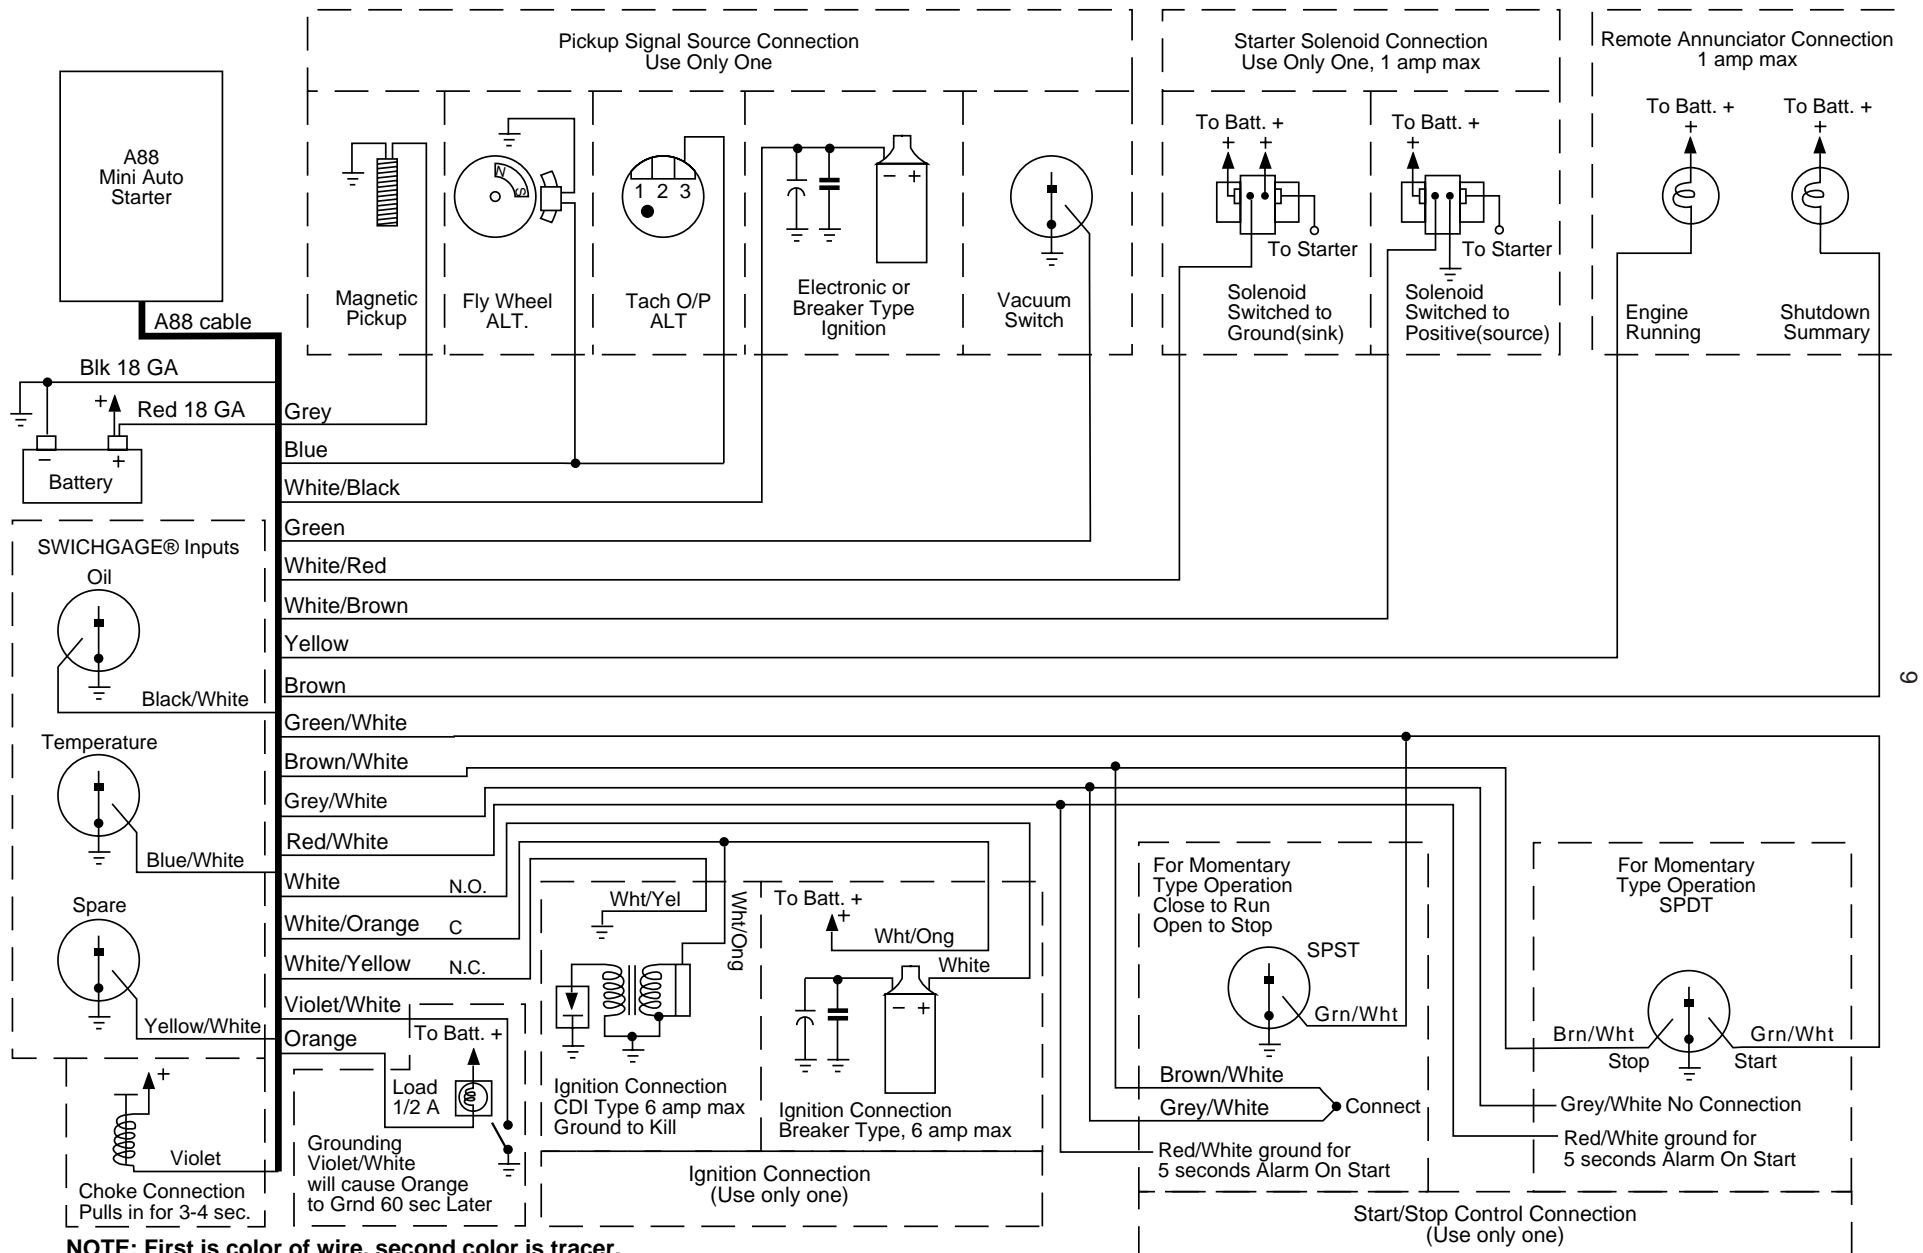 Pickup Signal Source Connection
Use Only One
Starter Solenoid Connection
Use Only One, 1 amp max
Remote Annunciator Connection
1 amp max
A88
Mini Auto
Starter
A88 cable
N
S
1 2 3
− +
To Batt. +
+ +
To Starter
To Batt. +
+
To Starter
To Batt. +
+
To Batt. +
+
Magnetic
Pickup
Fly Wheel
ALT.
Tach O/P
ALT
Electronic or
Breaker Type
Ignition
Vacuum
Switch
Solenoid
Switched to
Ground(sink)
Solenoid
Switched to
Positive(source)
Engine
Running
Shutdown
Summary
Blk 18 GA
+
Red 18 GA
− +
Battery
Grey
Blue
White/Black
Green
White/Red
White/Brown
Yellow
Brown
Green/White
Brown/White
Grey/White
Red/White
White N.O.
White/Orange C
White/Yellow N.C.
Violet/White
Orange
SWICHGAGE® Inputs
Oil
Black/White
Temperature
Blue/White
Spare
Yellow/White
+
Violet
Choke Connection
Pulls in for 3-4 sec.
To Batt. +
Load
1/2 A
Grounding
Violet/White
will cause Orange
to Grnd 60 sec Later
Wht/Yel
Wht/Ong
Ignition Connection
CDI Type 6 amp max
Ground to Kill
To Batt. +
+
Wht/Ong
White
− +
Ignition Connection
Breaker Type, 6 amp max
Ignition Connection
(Use only one)
For Momentary
Type Operation
Close to Run
Open to Stop
SPST
Grn/Wht
Brown/White
Grey/White
Connect
Red/White ground for
5 seconds Alarm On Start
For Momentary
Type Operation
SPDT
Brn/Wht
Stop
Grn/Wht
Start
Grey/White No Connection
Red/White ground for
5 seconds Alarm On Start
Start/Stop Control Connection
(Use only one)
NOTE: First is color of wire, second color is tracer.